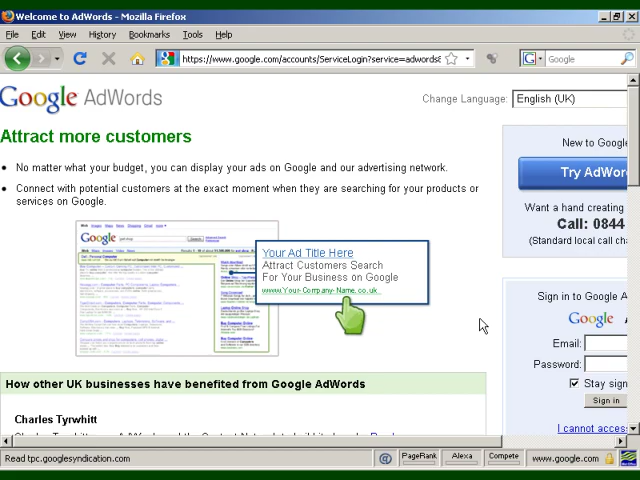 Welcome to AdWords - Mozilla Firefox
File Edit View History Bookmarks Tools Help
https://www.google.com/accounts/ServiceLogin?service=adwords&
G Google
Google AdWords
Change Language: English (UK)
Attract more customers
No matter what your budget, you can display your ads on Google and our advertising network.
Connect with potential customers at the exact moment when they are searching for your products or
services on Google.
New to Google
Try AdWor
Want a hand creating
Call: 0844
(Standard local call cha
Google
Your Ad Title Here
Attract Customers Search
For Your Business on Google
www.Your-Company-Name.co.uk
Sign in to Google A
Google
Email:
Password:
Stay sign
Sign in
I cannot access
How other UK businesses have benefited from Google AdWords
Charles Tyrwhitt
Read tpc.googlesyndication.com
PageRank
Alexa
Compete
www.google.com